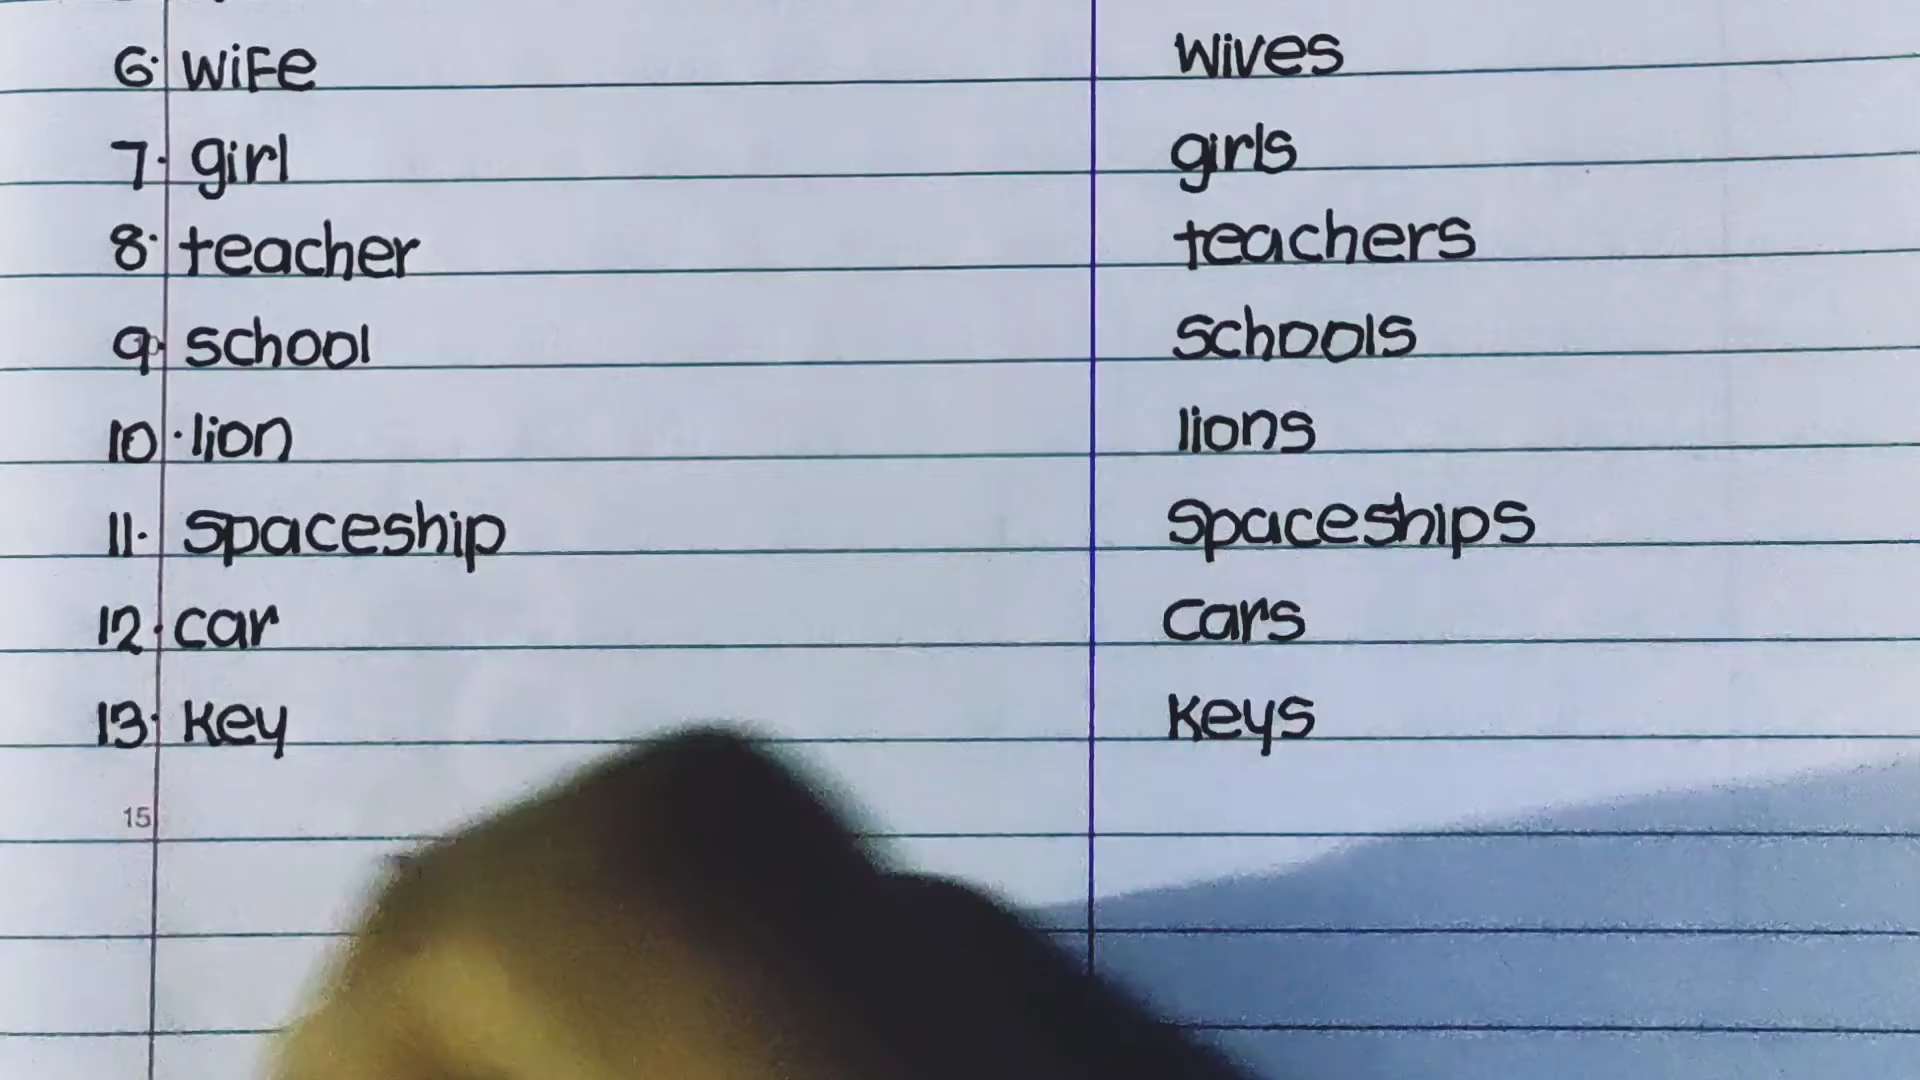 6. wife wives
7. girl girls
8. teacher teachers
9. school schools
10. lion lions
11. spaceship spaceships
12. car cars
13. key keys
15